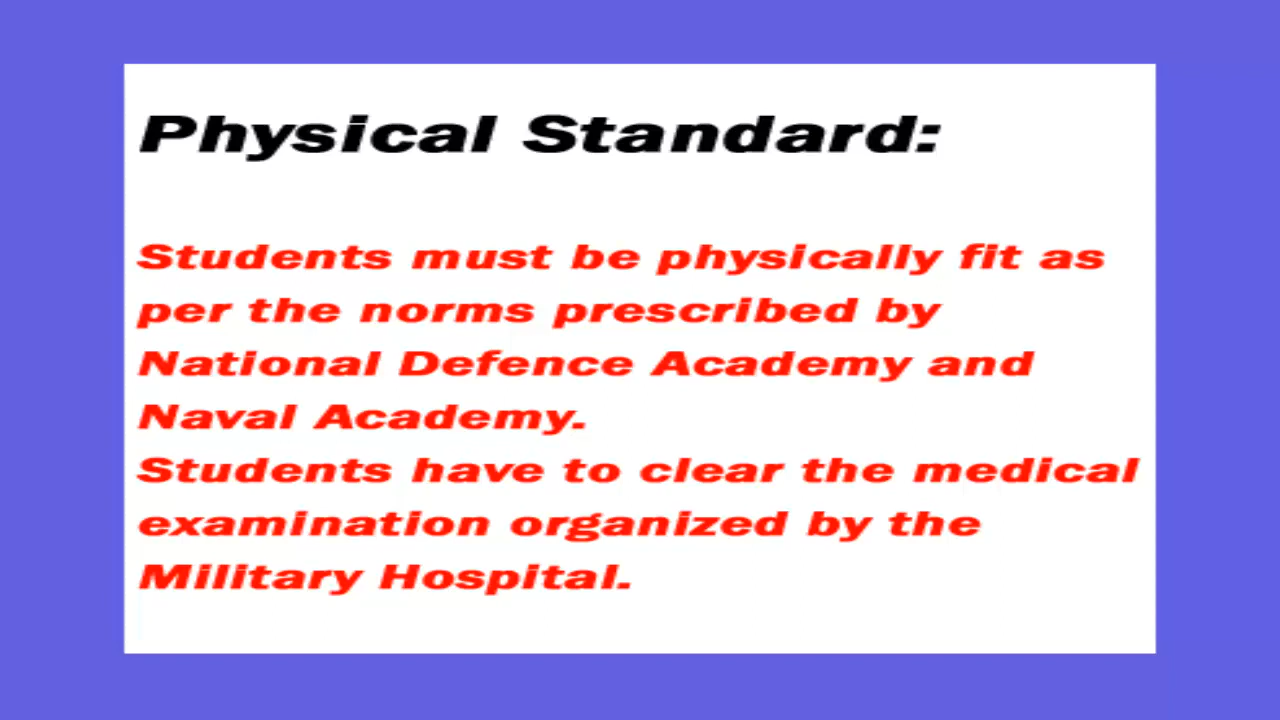 Physical Standard:
Students must be physically fit as
per the norms prescribed by
National Defence Academy and
Naval Academy.
Students have to clear the medical
examination organized by the
Military Hospital.